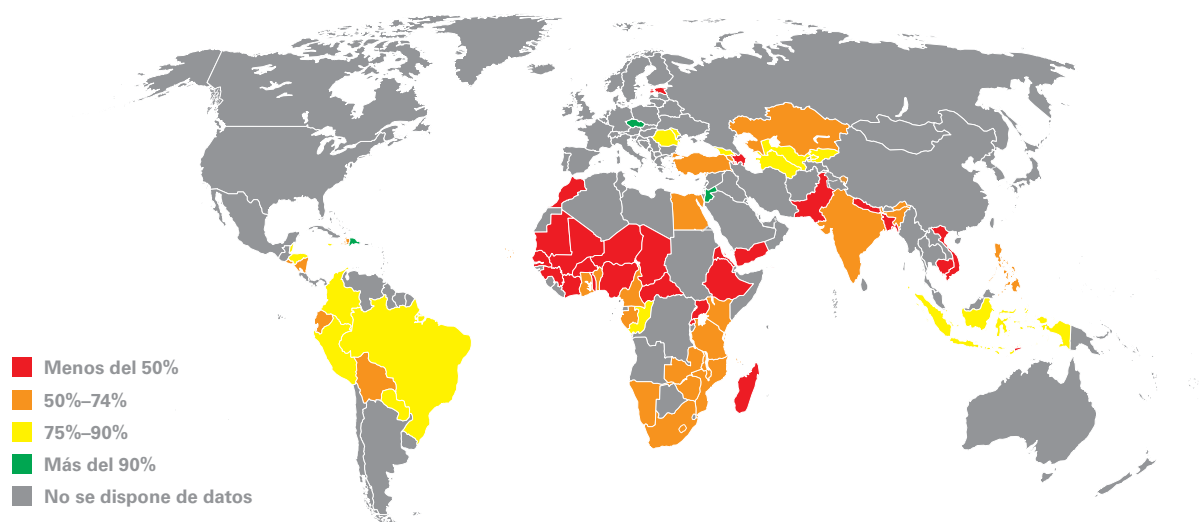 Menos del 50%
50%–74%
75%–90%
Más del 90%
No se dispone de datos